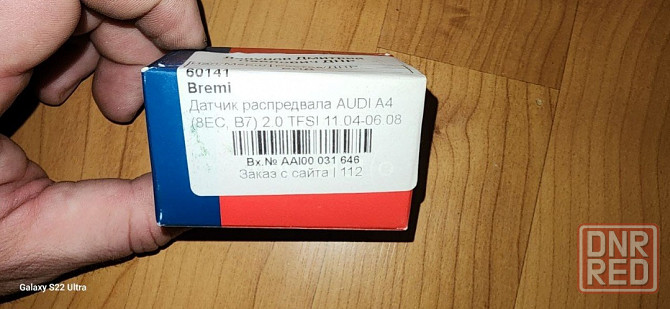 60141
Bremi
Датчик распредвала AUDI A4
(8EC, B7) 2.0 TFSI 11.04-06.08
Вх.№ AAI00 031 646
Заказ с сайта | 112
Galaxy S22 Ultra
DNR
RED